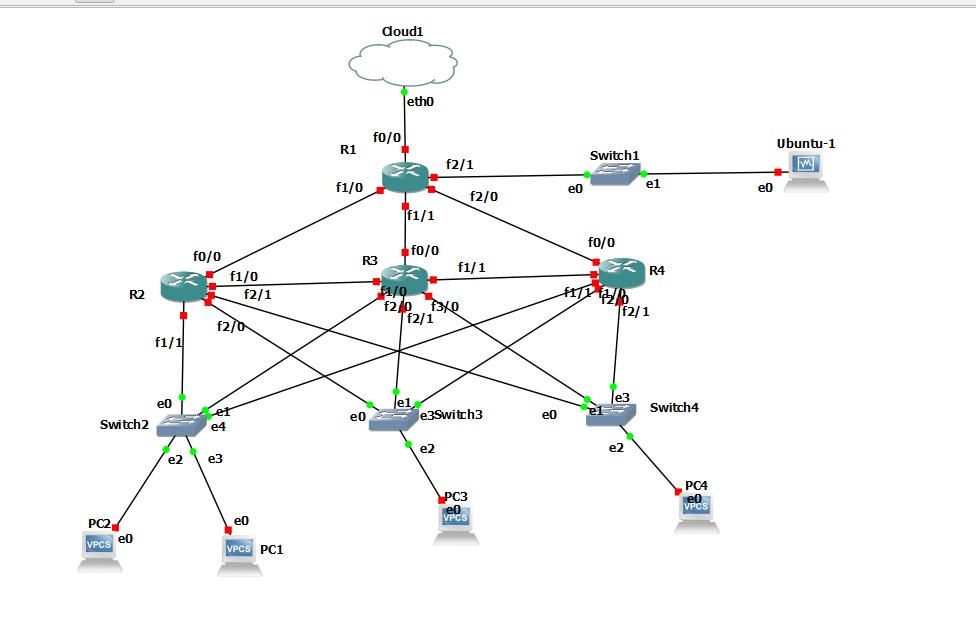 Cloud1
eth0
f0/0
R1
f2/1
Switch1
Ubuntu-1
e0
e1
e0
f1/0
f2/0
f1/1
f0/0
f0/0
f0/0
R3
f1/1
R4
f1/0
R2
f2/1
f1/0
f1/1
f1/0
f2/0
f2/0
f3/0
f2/1
f2/1
f2/0
f1/1
e0
e1
e4
Switch2
e0
e1
e3
Switch3
e0
e1
e3
Switch4
e2
e3
e2
e2
PC2
e0
e0
PC1
PC3
e0
PC4
e0
VPCS
VPCS
VPCS
VPCS